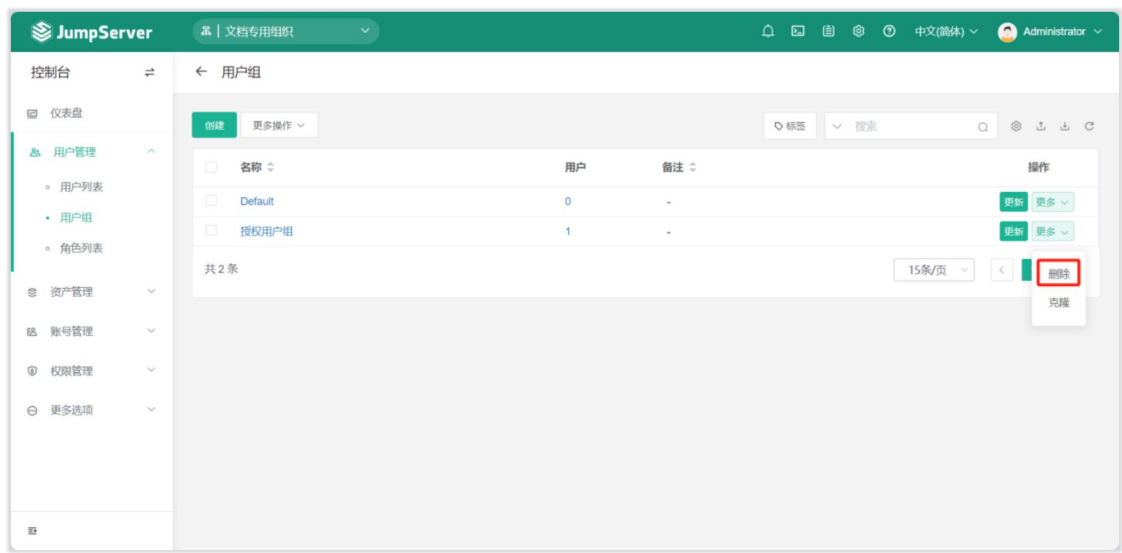 JumpServer 文档专用组织 中文(简体) Administrator
控制台 用户组
仪表盘
创建 更多操作 标签 搜索
用户管理
名称 用户 备注 操作
用户列表
Default 0 - 更新 更多
用户组
授权用户组 1 - 更新 更多
角色列表
共 2 条 15条/页
删除
资产管理
克隆
账号管理
权限管理
更多选项